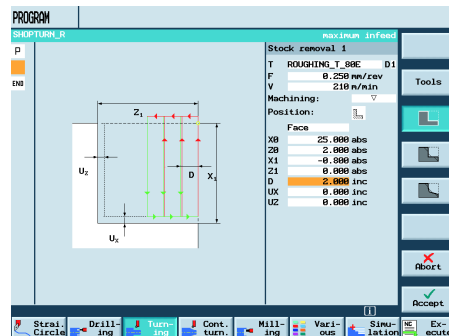 PROGRAM
SHOPTURN_R
maximum infeed
P
END
Stock removal 1
T ROUGHING_T_80E D1
F 0.250 mm/rev
V 210 m/min
Machining: ▽
Position:
Face
X0 25.000 abs
Z0 2.000 abs
X1 -0.800 abs
Z1 0.000 abs
D 2.000 inc
UX 0.000 inc
UZ 0.000 inc
Z1
UZ
D
X1
UX
Tools
Abort
Accept
Strai. Circle
Drill- ing
Turn- ing
Cont. turn.
Mill- ing
Vari- ous
Simu- lation
NC Ex- ecute